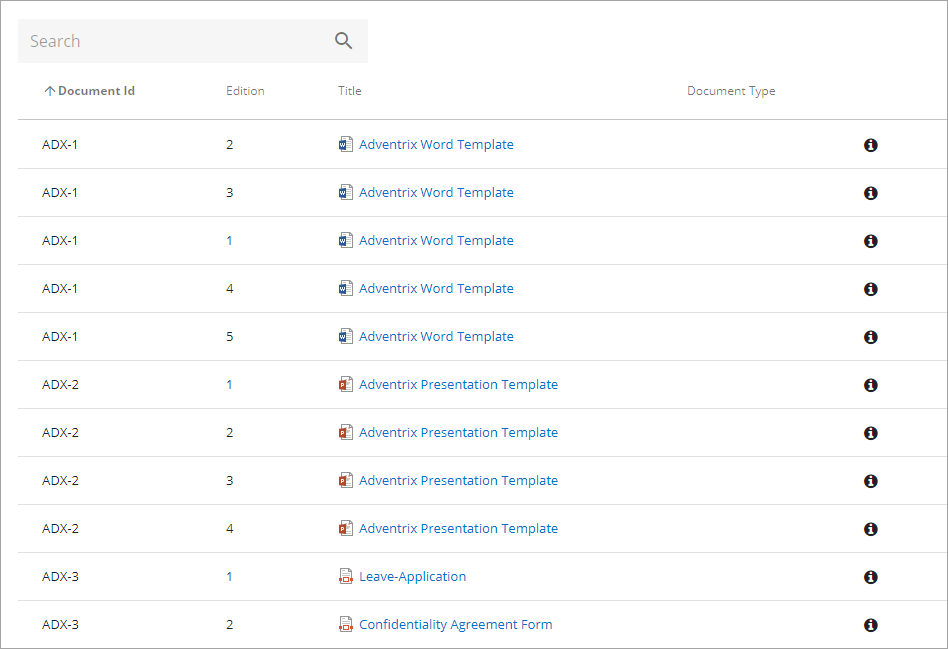 Search
Document Id Edition Title Document Type
ADX-1 2 Adventrix Word Template
ADX-1 3 Adventrix Word Template
ADX-1 1 Adventrix Word Template
ADX-1 4 Adventrix Word Template
ADX-1 5 Adventrix Word Template
ADX-2 1 Adventrix Presentation Template
ADX-2 2 Adventrix Presentation Template
ADX-2 3 Adventrix Presentation Template
ADX-2 4 Adventrix Presentation Template
ADX-3 1 Leave-Application
ADX-3 2 Confidentiality Agreement Form